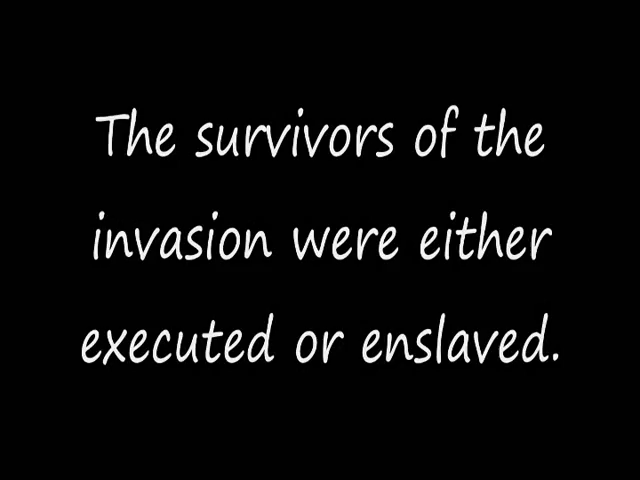 The survivors of the
invasion were either
executed or enslaved.